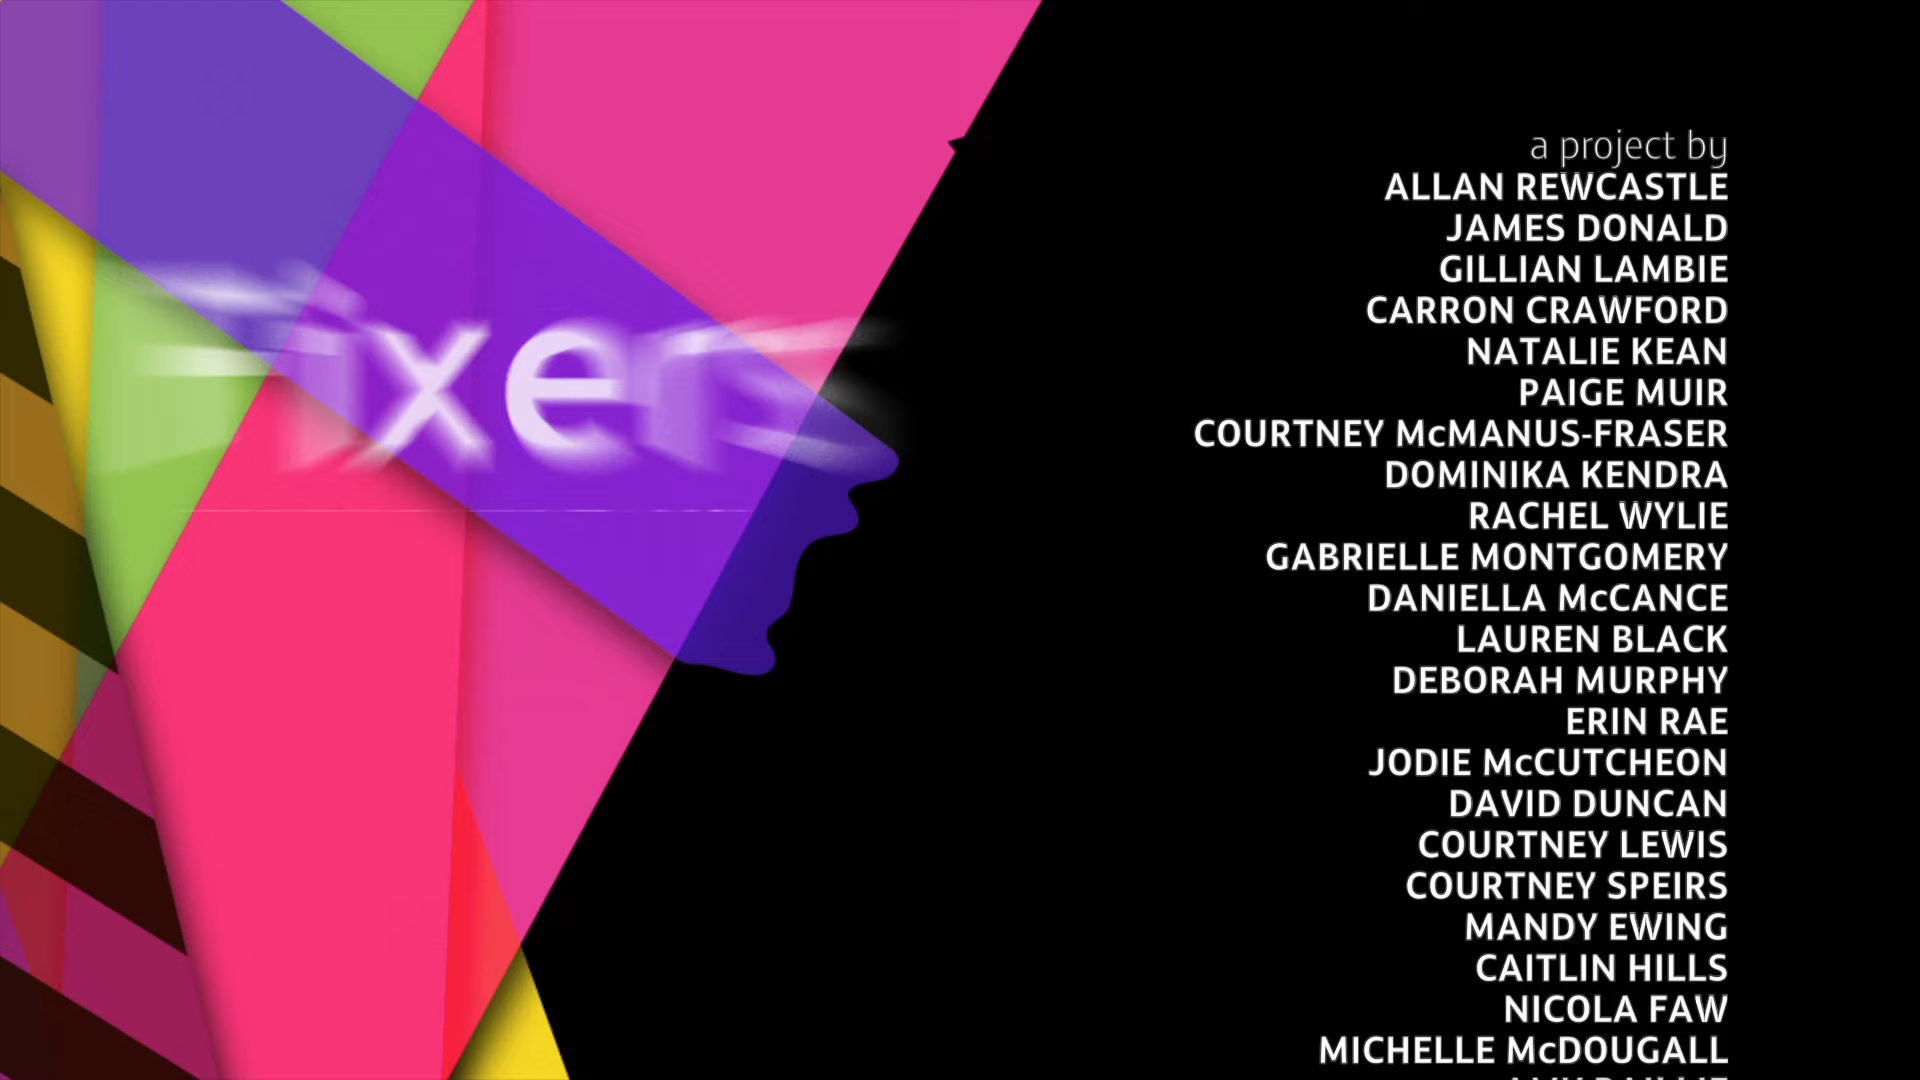 ixers
a project by
ALLAN REWCASTLE
JAMES DONALD
GILLIAN LAMBIE
CARRON CRAWFORD
NATALIE KEAN
PAIGE MUIR
COURTNEY McMANUS-FRASER
DOMINIKA KENDRA
RACHEL WYLIE
GABRIELLE MONTGOMERY
DANIELLA McCANCE
LAUREN BLACK
DEBORAH MURPHY
ERIN RAE
JODIE McCUTCHEON
DAVID DUNCAN
COURTNEY LEWIS
COURTNEY SPEIRS
MANDY EWING
CAITLIN HILLS
NICOLA FAW
MICHELLE McDOUGALL